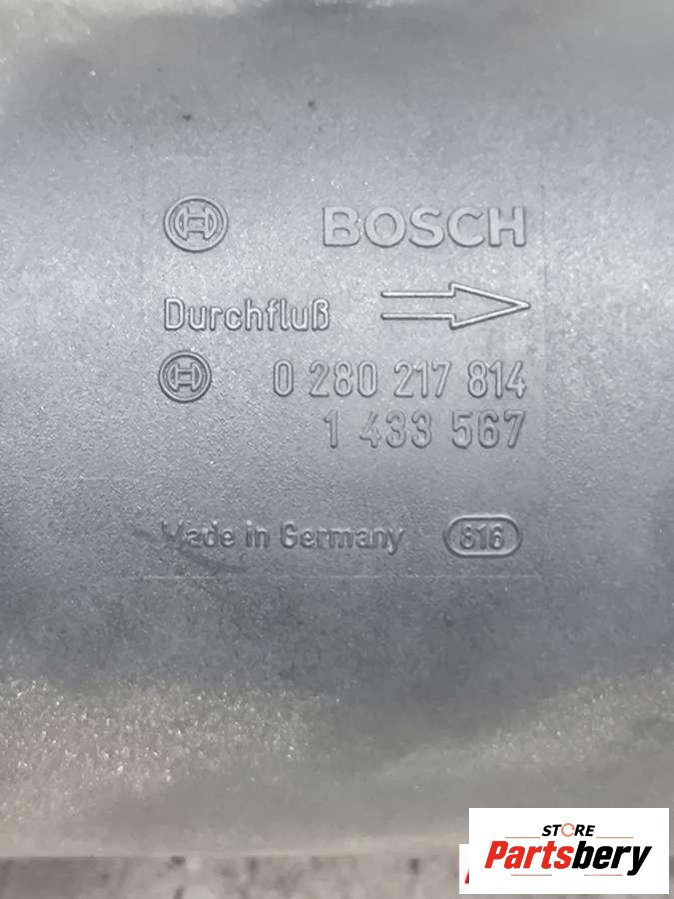 BOSCH
Durchfluß
0 280 217 814
1 433 567
Made in Germany 816
STORE
Partsbery